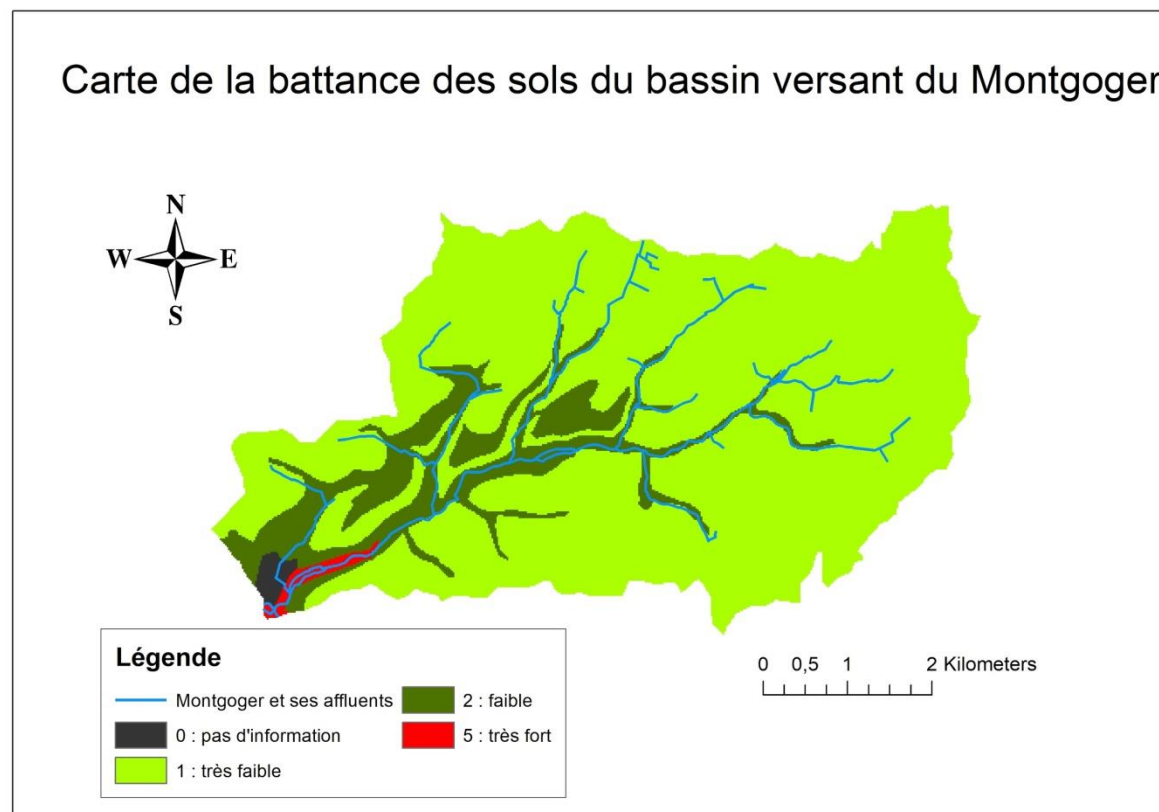 Carte de la battance des sols du bassin versant du Montgoger
N
W E
S
Légende
Montgoger et ses affluents
0 : pas d'information
1 : très faible
2 : faible
5 : très fort
0 0,5 1 2 Kilometers